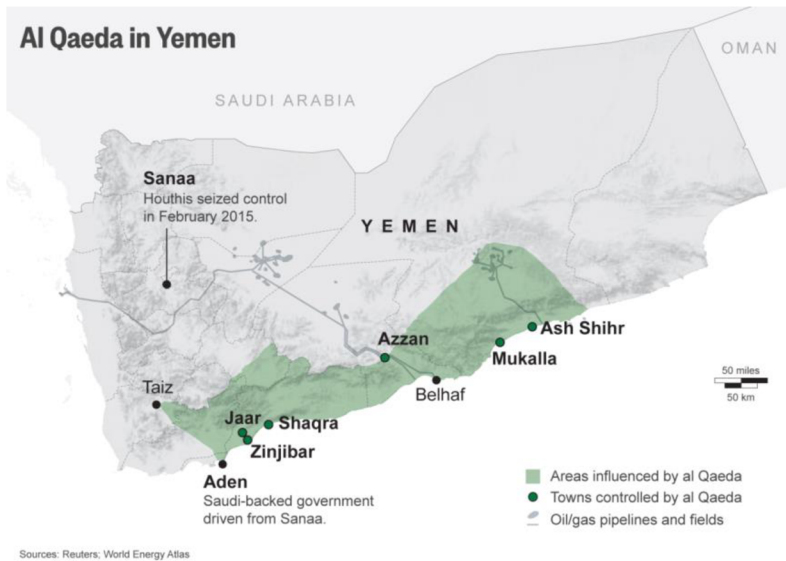 Al Qaeda in Yemen
OMAN
SAUDI ARABIA
Sanaa
Houthis seized control
in February 2015.
YEMEN
Ash Shihr
Azzan
Mukalla
50 miles
50 km
Taiz
Belhaf
Jaar
Shaqra
Zinjibar
Aden
Saudi-backed government
driven from Sanaa.
Areas influenced by al Qaeda
Towns controlled by al Qaeda
Oil/gas pipelines and fields
Sources: Reuters; World Energy Atlas